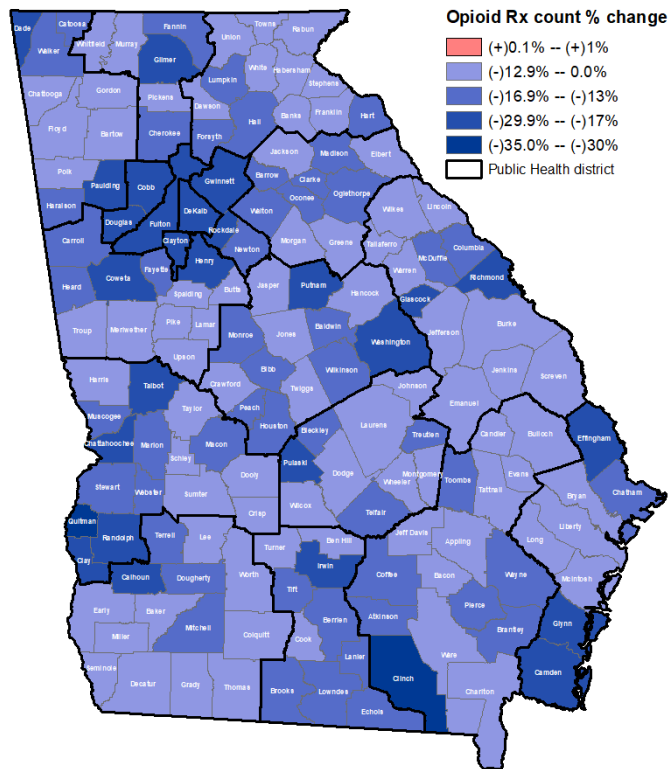 Opioid Rx count % change
(+)0.1% -- (+)1%
(-)12.9% -- 0.0%
(-)16.9% -- (-)13%
(-)29.9% -- (-)17%
(-)35.0% -- (-)30%
Public Health district
Dade
Catoosa
Fannin
Towns
Rabun
Walker
Whitfield
Murray
Union
Gilmer
White
Habersham
Lumpkin
Stephens
Chattooga
Gordon
Pickens
Dawson
Banks
Franklin
Hart
Floyd
Bartow
Cherokee
Forsyth
Hall
Jackson
Madison
Elbert
Polk
Paulding
Cobb
Gwinnett
Barrow
Clarke
Oconee
Oglethorpe
Haralson
Douglas
Fulton
DeKalb
Rockdale
Walton
Wilkes
Lincoln
Carroll
Clayton
Henry
Newton
Morgan
Greene
Taliaferro
McDuffie
Columbia
Heard
Coweta
Fayette
Spalding
Butts
Jasper
Putnam
Hancock
Warren
Richmond
Glascock
Troup
Meriwether
Pike
Lamar
Monroe
Jones
Baldwin
Washington
Jefferson
Burke
Upson
Bibb
Wilkinson
Harris
Talbot
Crawford
Twiggs
Johnson
Jenkins
Screven
Muscogee
Taylor
Peach
Houston
Bleckley
Laurens
Emanuel
Chattahoochee
Marion
Macon
Treutlen
Candler
Bulloch
Effingham
Schley
Dooly
Pulaski
Dodge
Montgomery
Wheeler
Toombs
Evans
Tattnall
Bryan
Chatham
Stewart
Webster
Sumter
Crisp
Wilcox
Telfair
Quitman
Randolph
Terrell
Lee
Turner
Ben Hill
Jeff Davis
Appling
Long
Liberty
Clay
Calhoun
Dougherty
Worth
Irwin
Coffee
Bacon
Wayne
McIntosh
Early
Baker
Mitchell
Tift
Atkinson
Pierce
Miller
Colquitt
Cook
Berrien
Brantley
Glynn
Lanier
Ware
Seminole
Decatur
Grady
Thomas
Brooks
Lowndes
Clinch
Camden
Echols
Charlton